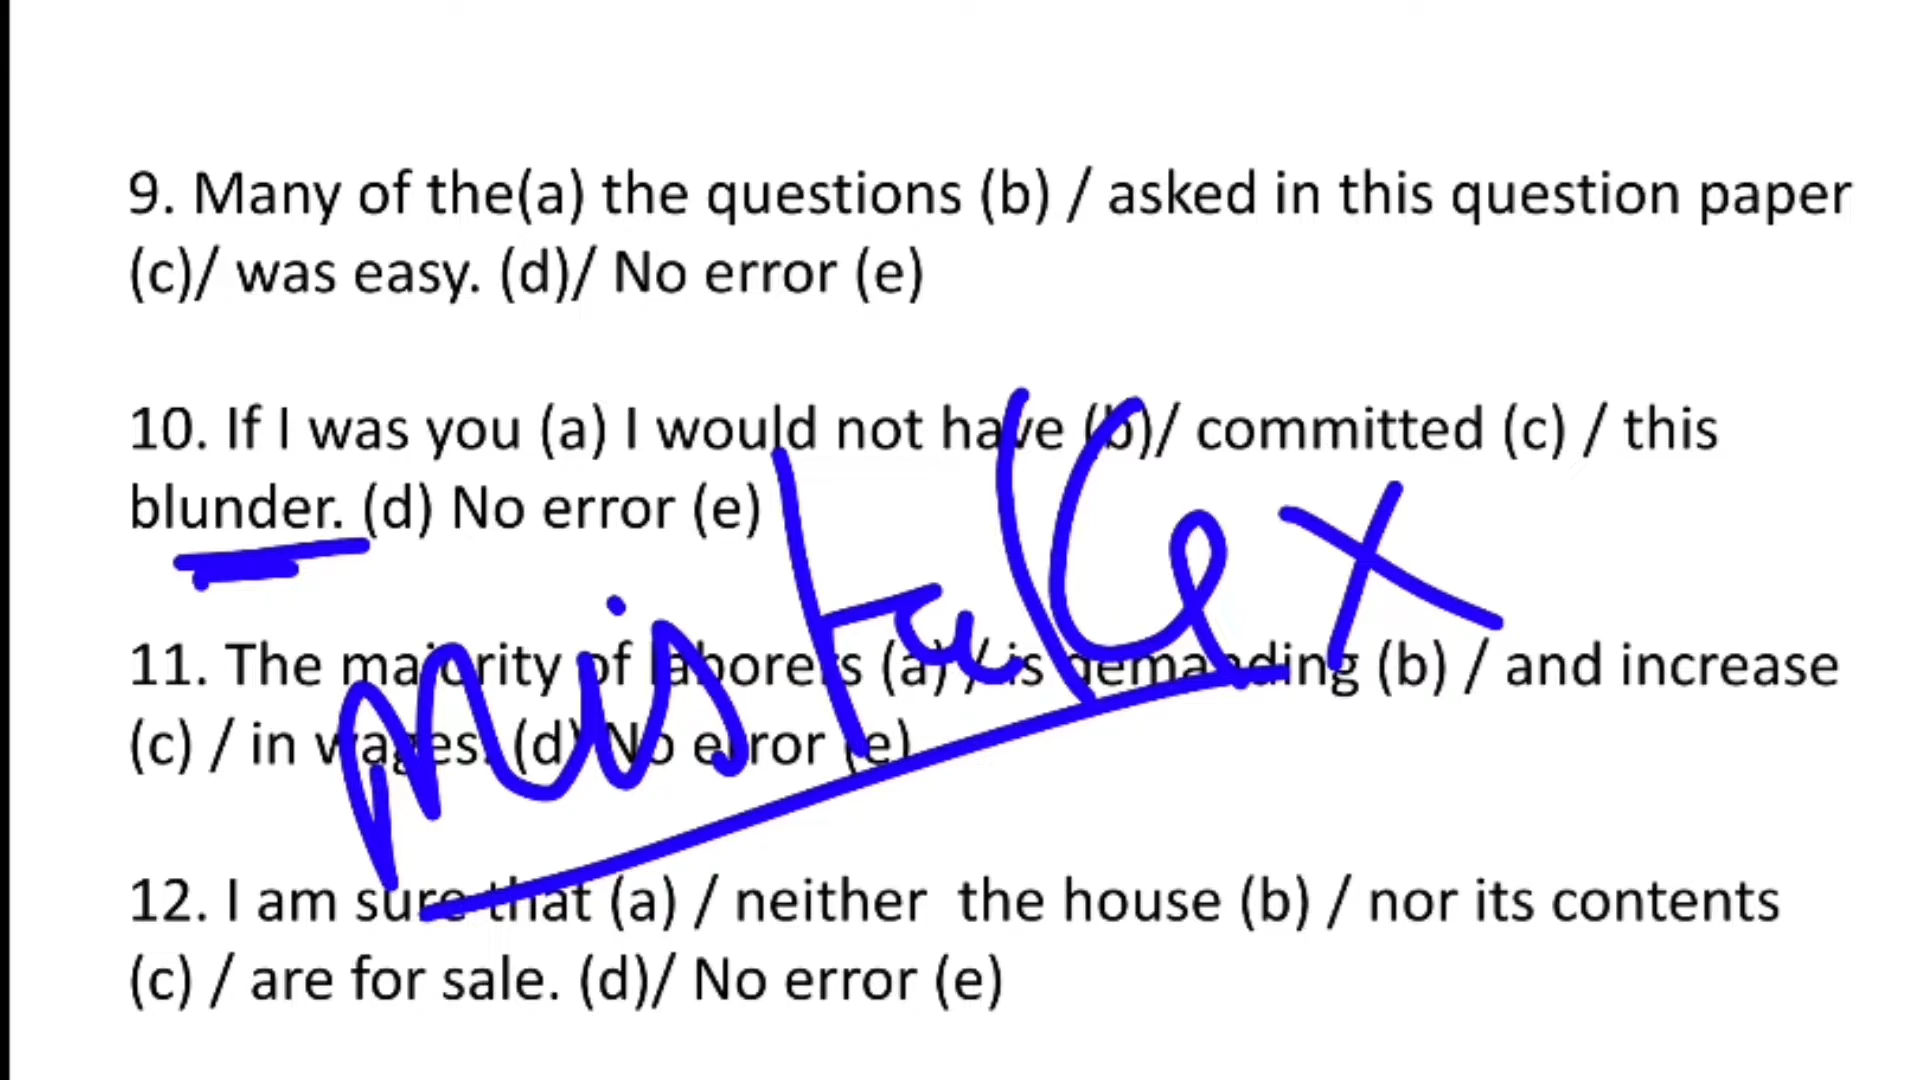 9. Many of the(a) the questions (b) / asked in this question paper
(c)/ was easy. (d)/ No error (e)
10. If I was you (a) I would not have (b)/ committed (c) / this
blunder. (d) No error (e)
mistake x
11. The majority of laborers (a) / is demanding (b) / and increase
(c) / in wages. (d) No error (e)
12. I am sure that (a) / neither the house (b) / nor its contents
(c) / are for sale. (d)/ No error (e)